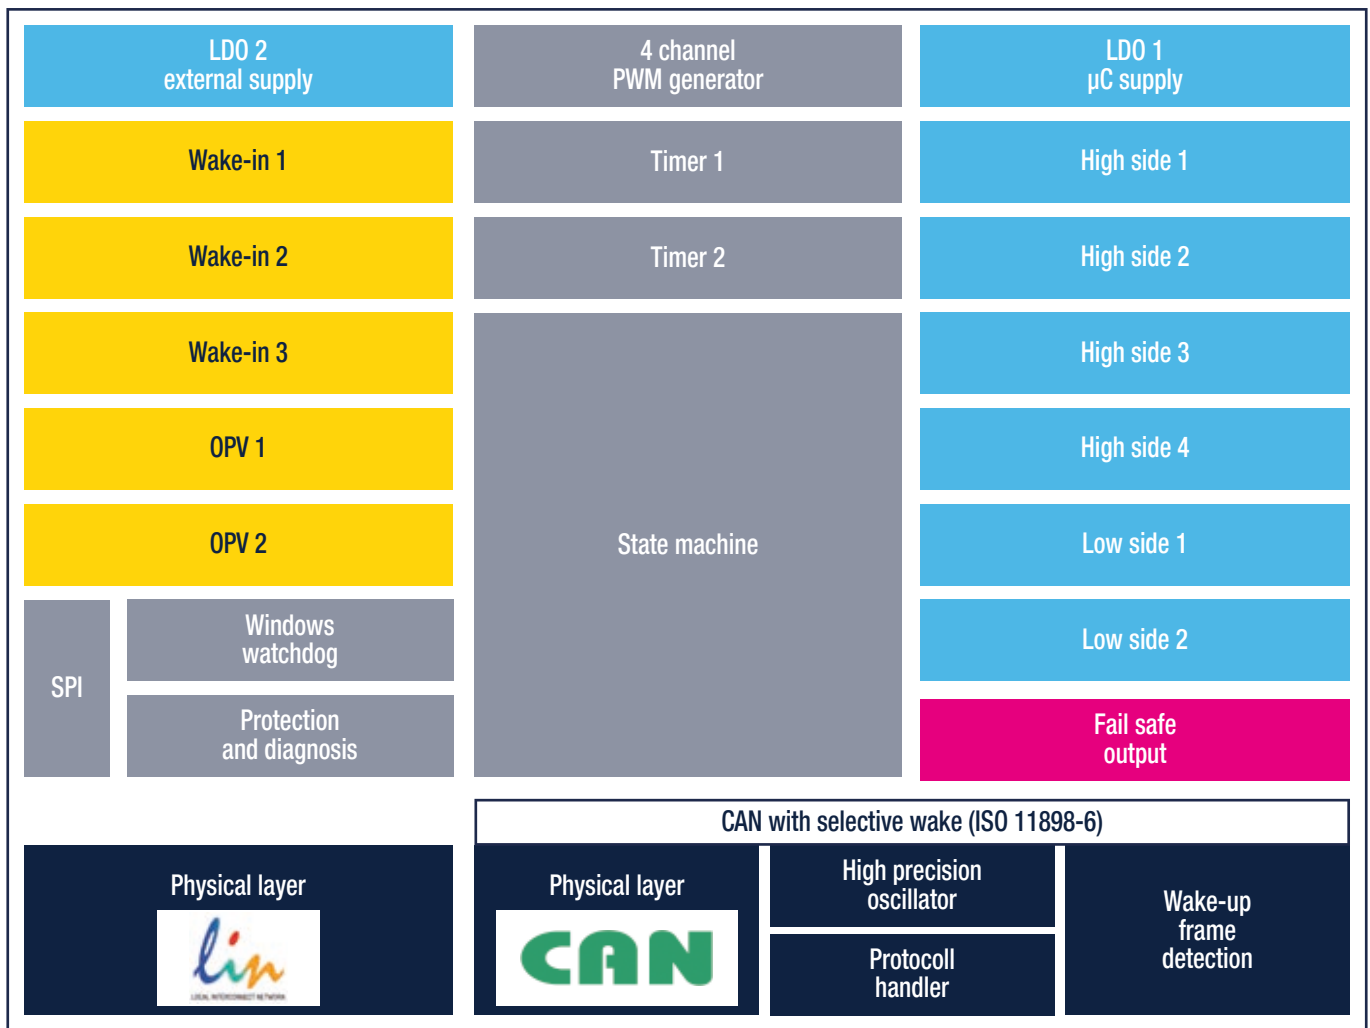 LDO 2
external supply
4 channel
PWM generator
LDO 1
µC supply
Wake-in 1
Timer 1
High side 1
Wake-in 2
Timer 2
High side 2
Wake-in 3
High side 3
OPV 1
High side 4
OPV 2
State machine
Low side 1
SPI
Windows
watchdog
Low side 2
Protection
and diagnosis
Fail safe
output
CAN with selective wake (ISO 11898-6)
Physical layer
lin
LOCAL INTERCONNECT NETWORK
Physical layer
CAN
High precision
oscillator
Protocoll
handler
Wake-up
frame
detection